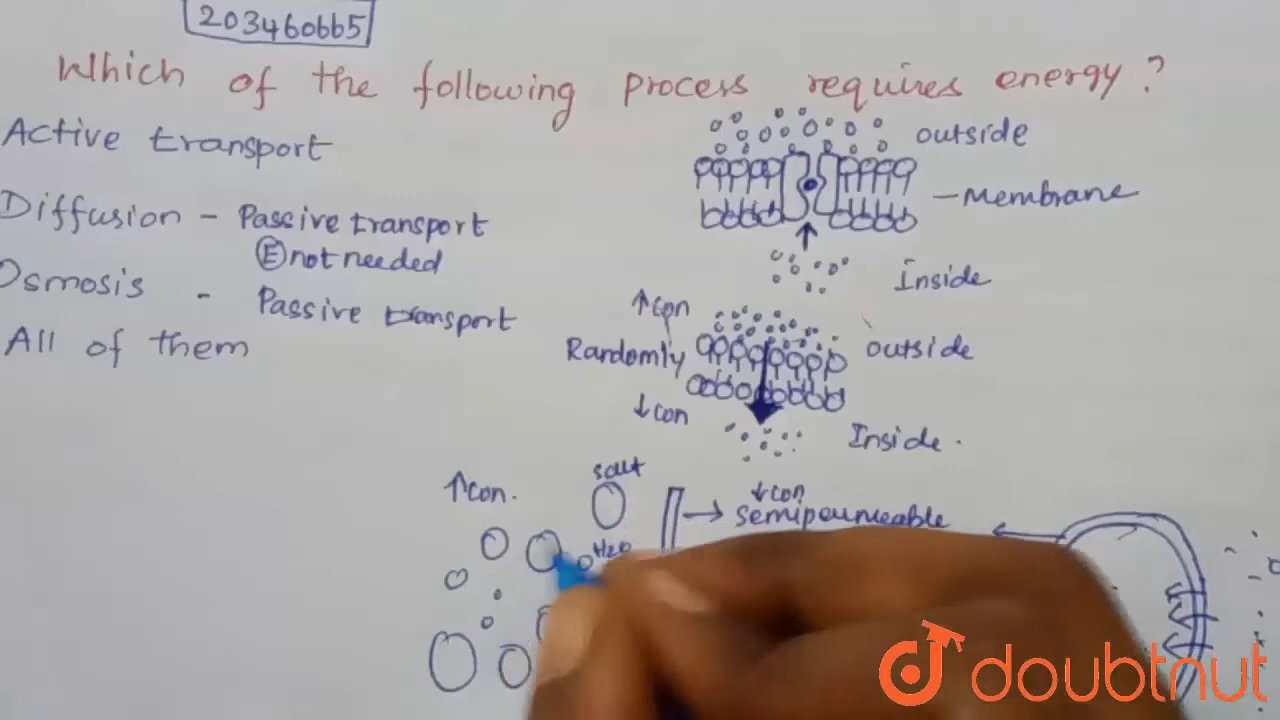 203460665
Which of the following process requires energy?
Active transport
Diffusion - Passive transport
E not needed
Osmosis - Passive transport
All of them
outside
- Membrane
Inside
↑con
Randomly
outside
↓con
Inside.
salt
↑con.
↓con
semipermeable
H2O
doubtnut